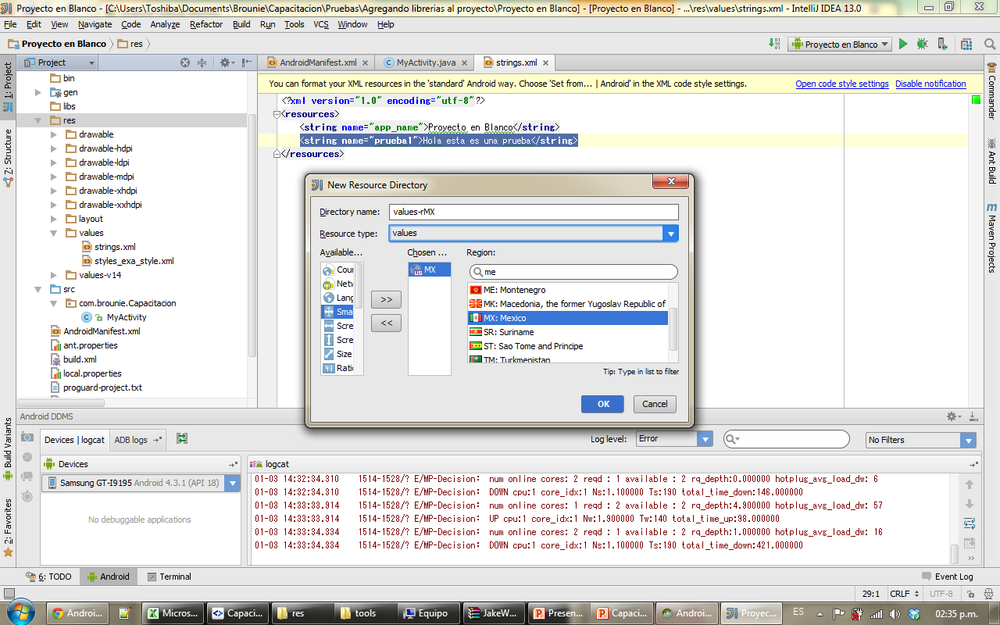 Proyecto en Blanco - [C:\Users\Toshiba\Documents\Brounie\Capacitacion\Pruebas\Agregando librerias al proyecto\Proyecto en Blanco] - [Proyecto en Blanco] - ...\res\values\strings.xml - IntelliJ IDEA 13.0
File Edit View Navigate Code Analyze Refactor Build Run Tools VCS Window Help
Proyecto en Blanco res
Proyecto en Blanco
1: Project
Z: Structure
Build Variants
2: Favorites
Project
bin
gen
libs
res
drawable
drawable-hdpi
drawable-ldpi
drawable-mdpi
drawable-xhdpi
drawable-xxhdpi
layout
values
strings.xml
styles_exa_style.xml
values-v14
src
com.brounie.Capacitacion
MyActivity
AndroidManifest.xml
ant.properties
build.xml
local.properties
proguard-project.txt
AndroidManifest.xml MyActivity.java strings.xml
You can format your XML resources in the 'standard' Android way. Choose 'Set from... | Android' in the XML code style settings. Open code style settings Disable notification
<?xml version="1.0" encoding="utf-8"?>
<resources>
<string name="app_name">Proyecto en Blanco</string>
<string name="prueba1">Hola esta es una prueba</string>
</resources>
Commander
Ant Build
Maven Projects
New Resource Directory
Directory name: values-rMX
Resource type: values
Available... Chosen ... Region:
Cour
Netv
Lang
Sma
Scre
Scre
Size
Ratio
>>
<<
US MX
me
ME: Montenegro
MK: Macedonia, the former Yugoslav Republic of
MX: Mexico
SR: Suriname
ST: Sao Tome and Principe
TM: Turkmenistan
Tip: Type in list to filter
OK Cancel
Android DDMS
Devices | logcat ADB logs Log level: Error No Filters
Devices
Samsung GT-I9195 Android 4.3.1 (API 18)
No debuggable applications
logcat
01-03 14:32:34.310 1514-1528/? E/MP-Decision: num online cores: 2 reqd : 1 available : 2 rq_depth:0.000000 hotplug_avg_load_dw: 6
01-03 14:32:34.310 1514-1528/? E/MP-Decision: DOWN cpu:1 core_idx:1 Ns:1.100000 Ts:190 total_time_down:146.000000
01-03 14:33:33.914 1514-1528/? E/MP-Decision: num online cores: 1 reqd : 2 available : 2 rq_depth:4.900000 hotplug_avg_load_dw: 57
01-03 14:33:33.914 1514-1528/? E/MP-Decision: UP cpu:1 core_idx:1 Nw:1.900000 Tw:140 total_time_up:98.000000
01-03 14:33:34.334 1514-1528/? E/MP-Decision: num online cores: 2 reqd : 1 available : 2 rq_depth:1.000000 hotplug_avg_load_dw: 16
01-03 14:33:34.334 1514-1528/? E/MP-Decision: DOWN cpu:1 core_idx:1 Ns:1.100000 Ts:190 total_time_down:421.000000
6: TODO Android Terminal Event Log
29:1 CRLF UTF-8
Androi... Micros... Capaci... res tools Equipo JakeW... Presen... Capaci... Androi... Proyec... ES 02:35 p.m.